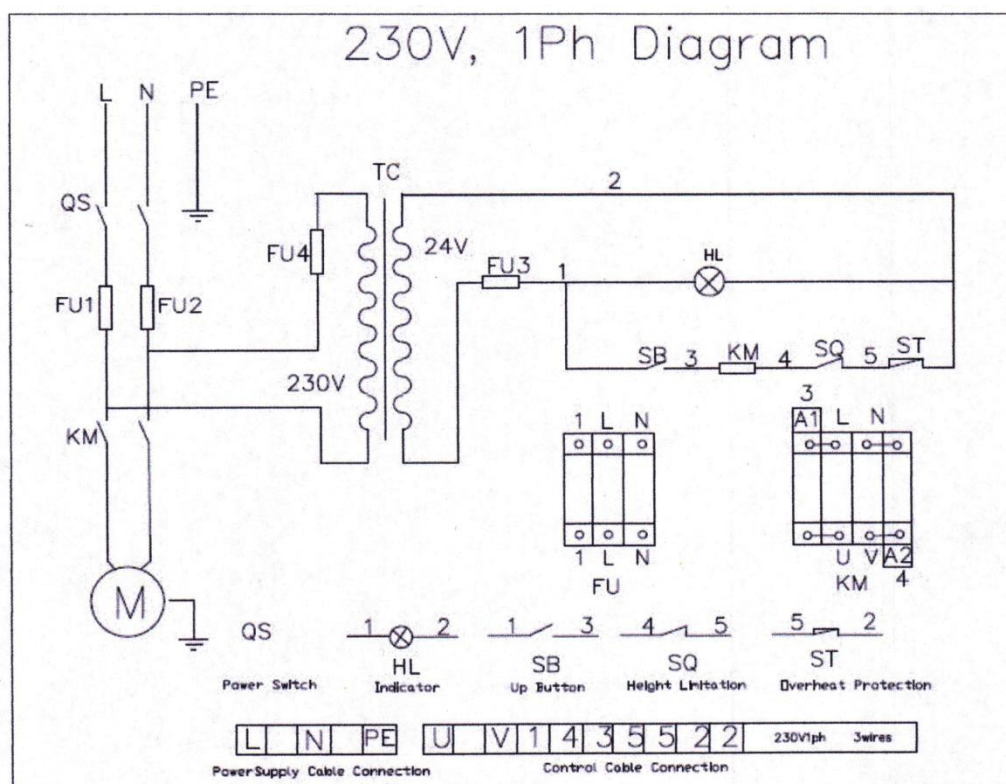 230V, 1Ph Diagram
L N PE
TC
2
QS
24V
FU4
FU3
1
HL
FU1
FU2
SB 3 KM 4 SQ 5 ST
230V
3
1 L N
A1 L N
KM
1 L N
U V A2
FU
KM
4
M
QS
1 2
1 3
4 5
5 2
HL
SB
SQ
ST
Power Switch
Indicator
Up Button
Height Limitation
Overheat Protection
L N PE U V 1 4 3 5 5 2 2 230V1ph 3wires
PowerSupply Cable Connection
Control Cable Connection